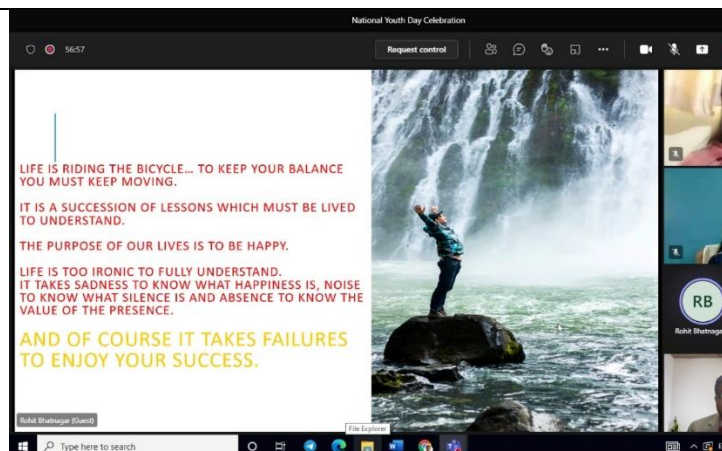 National Youth Day Celebration
56:57
Request control
LIFE IS RIDING THE BICYCLE... TO KEEP YOUR BALANCE
YOU MUST KEEP MOVING.
IT IS A SUCCESSION OF LESSONS WHICH MUST BE LIVED
TO UNDERSTAND.
THE PURPOSE OF OUR LIVES IS TO BE HAPPY.
LIFE IS TOO IRONIC TO FULLY UNDERSTAND.
IT TAKES SADNESS TO KNOW WHAT HAPPINESS IS, NOISE
TO KNOW WHAT SILENCE IS AND ABSENCE TO KNOW THE
VALUE OF THE PRESENCE.
AND OF COURSE IT TAKES FAILURES
TO ENJOY YOUR SUCCESS.
RB
Rohit Bhatnagar
Rohit Bhatnagar (Guest)
File Explorer
Type here to search